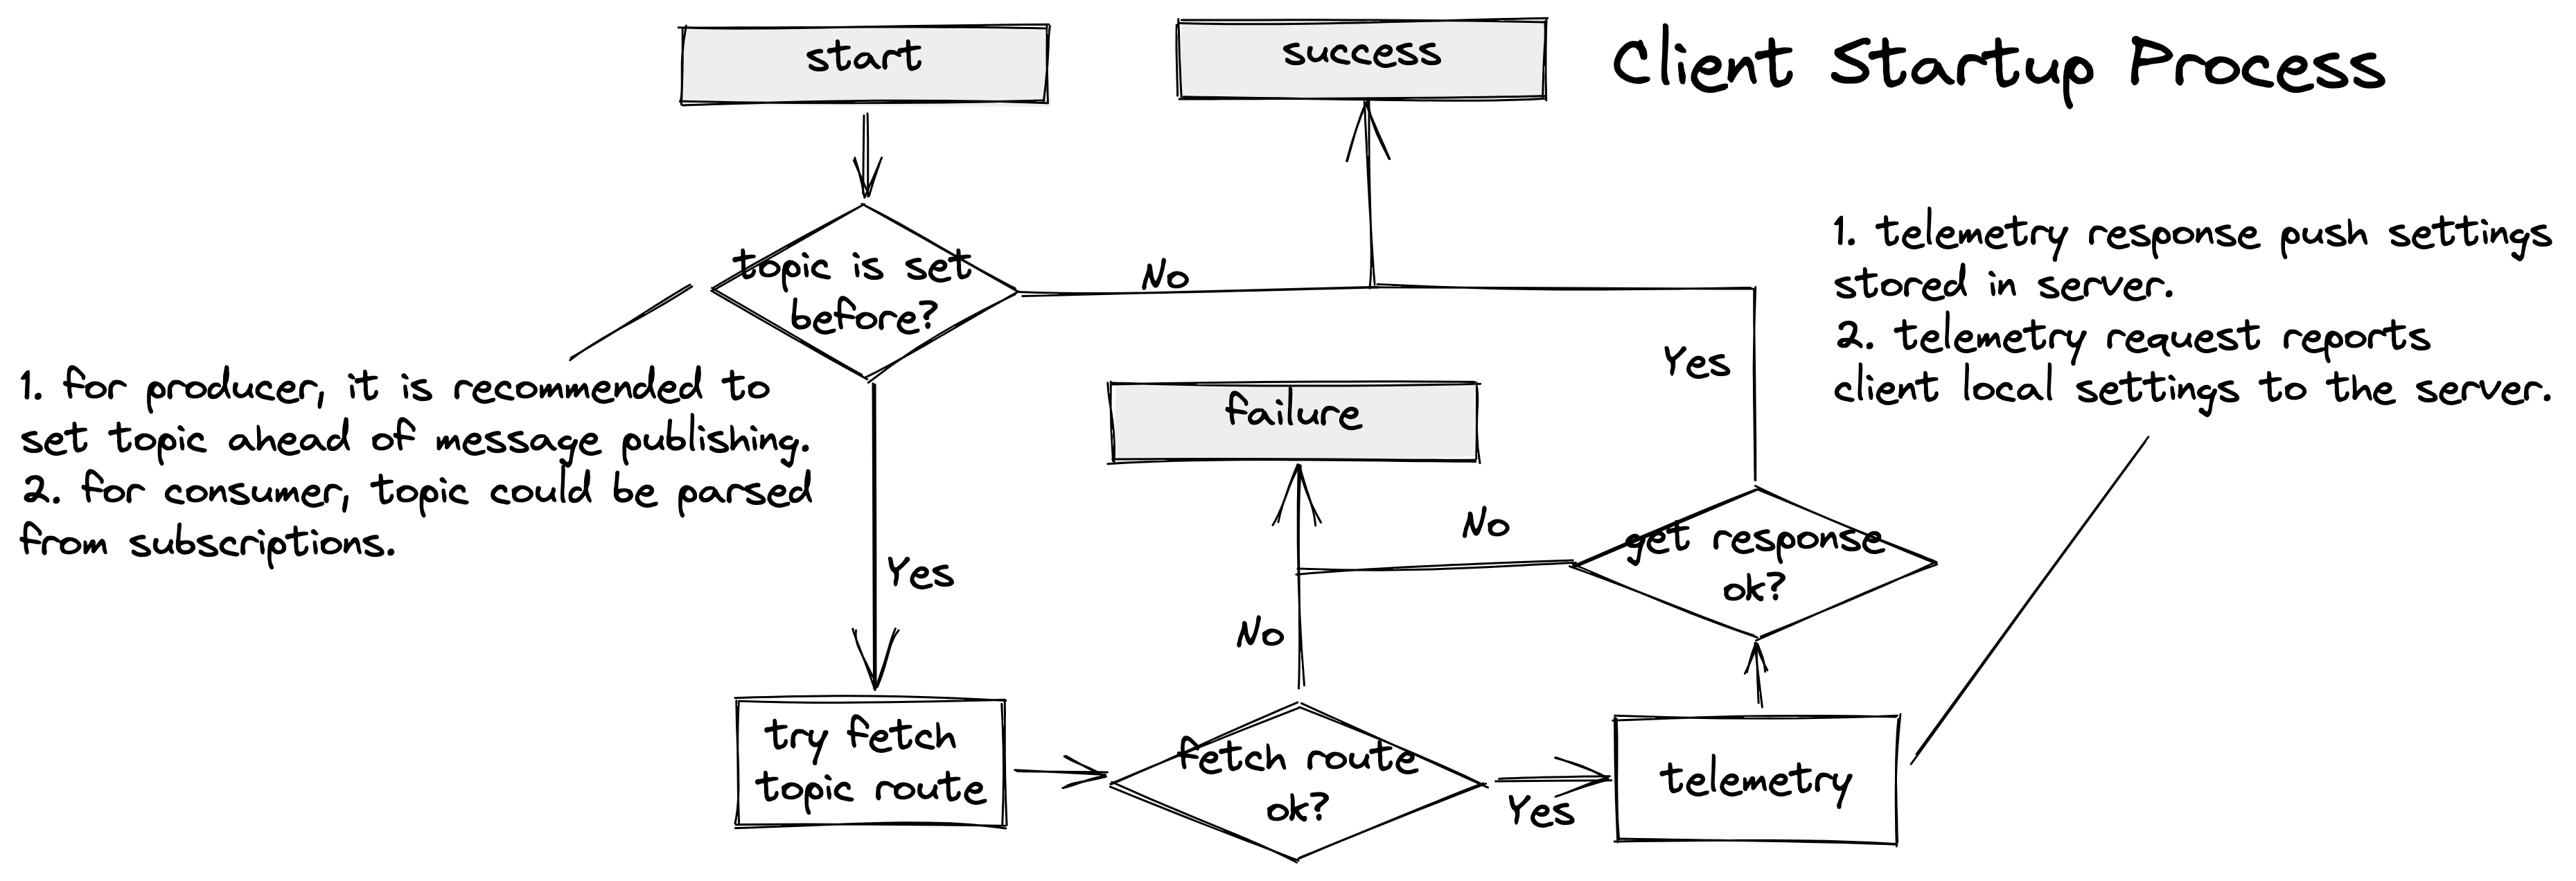 start
success
Client Startup Process
topic is set
before?
No
1. telemetry response push settings
stored in server.
2. telemetry request reports
client local settings to the server.
Yes
1. for producer, it is recommended to
set topic ahead of message publishing.
2. for consumer, topic could be parsed
from subscriptions.
failure
No
get response
ok?
Yes
No
try fetch
topic route
fetch route
ok?
Yes
telemetry